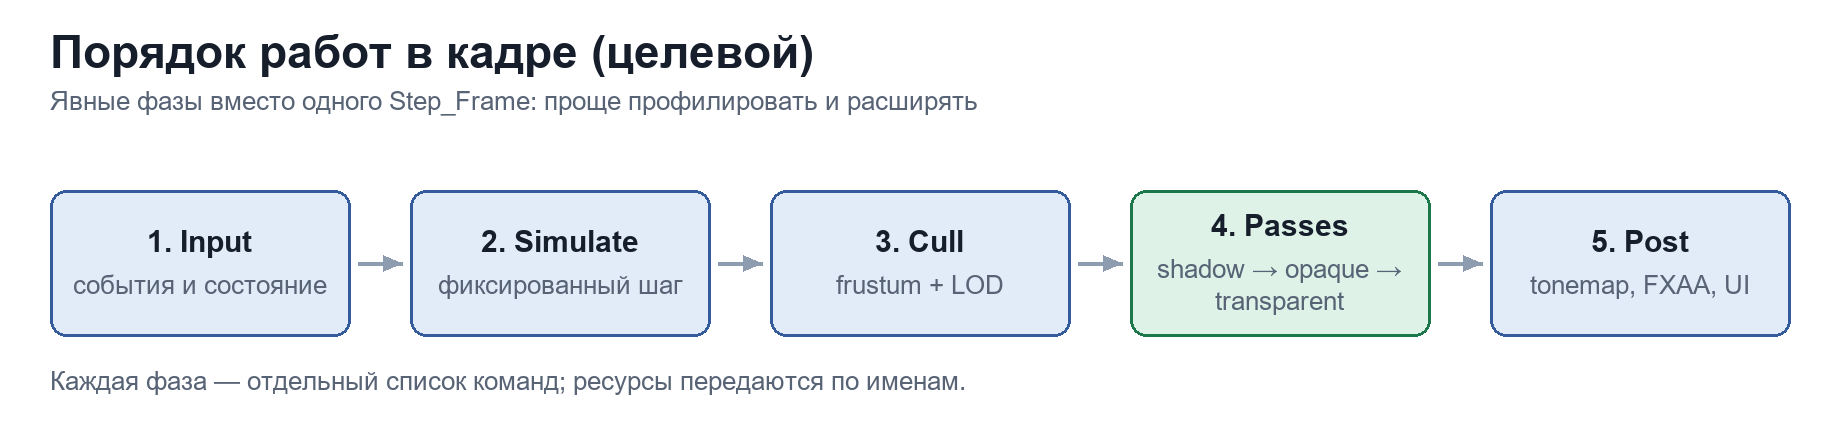 Порядок работ в кадре (целевой)
Явные фазы вместо одного Step_Frame: проще профилировать и расширять
1. Input
события и состояние
2. Simulate
фиксированный шаг
3. Cull
frustum + LOD
4. Passes
shadow → opaque →
transparent
5. Post
tonemap, FXAA, UI
Каждая фаза — отдельный список команд; ресурсы передаются по именам.